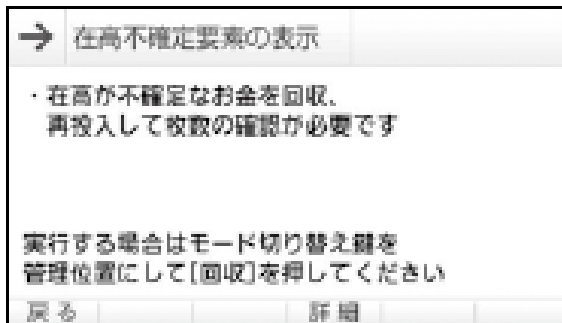 → 在高不確定要素の表示
・在高が不確定なお金を回収、
再投入して枚数の確認が必要です
実行する場合はモード切り替え鍵を
管理位置にして[回収]を押してください
戻る 詳細